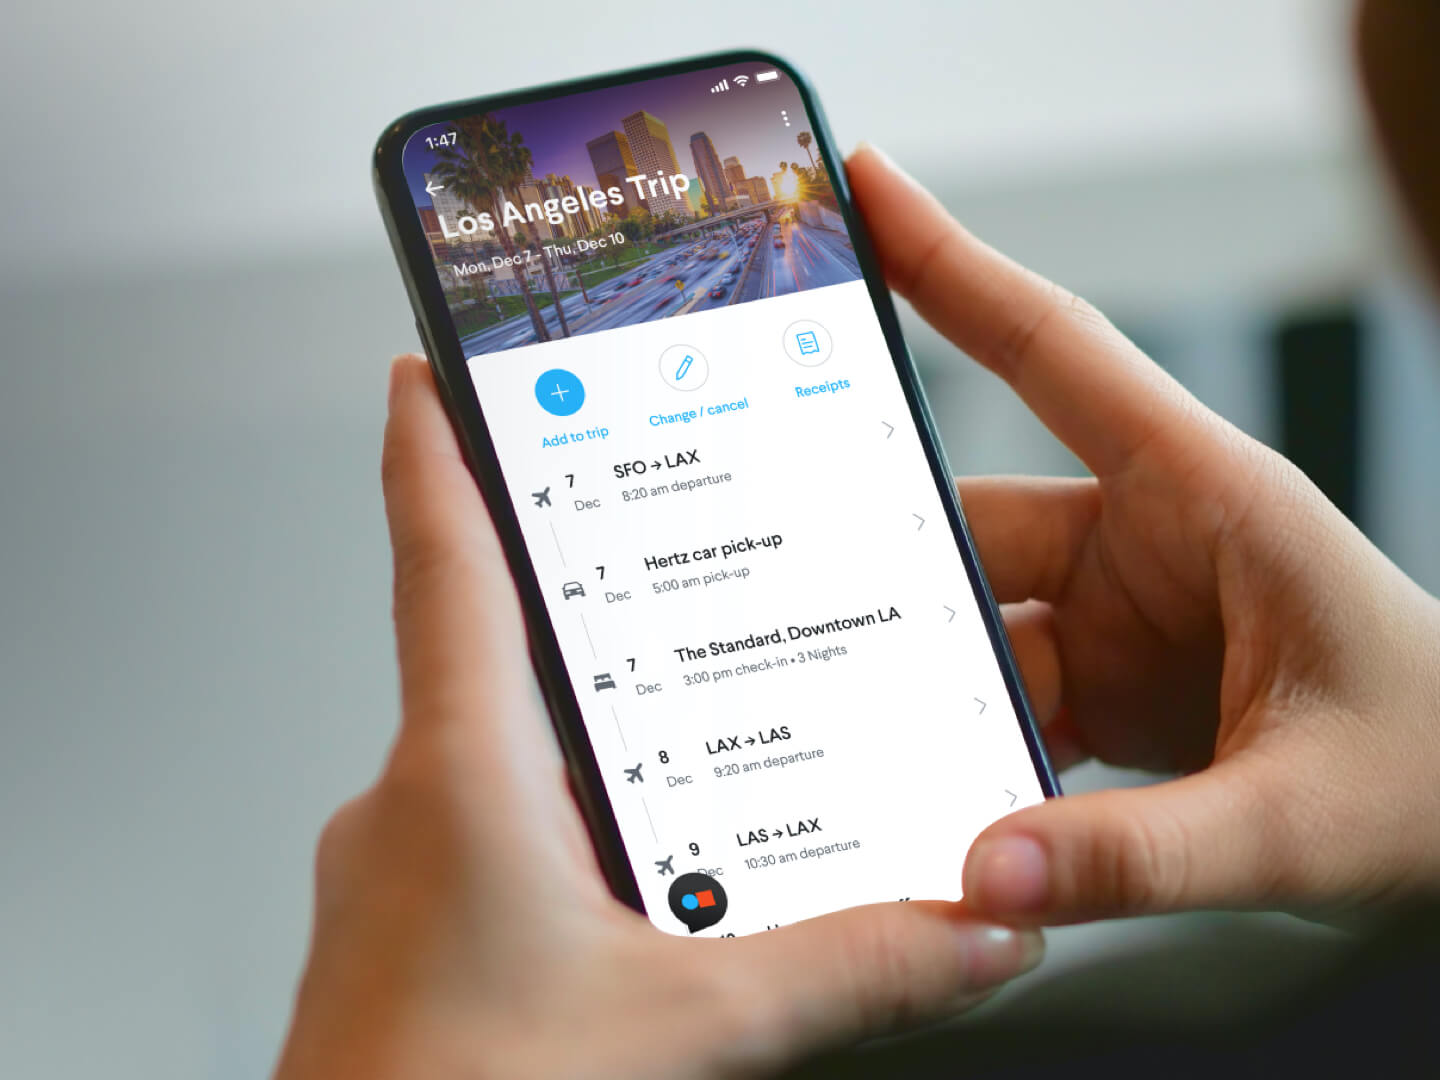 1:47
Los Angeles Trip
Mon, Dec 7 - Thu, Dec 10
Add to trip
Change / cancel
Receipts
7 Dec
SFO → LAX
8:20 am departure
7 Dec
Hertz car pick-up
5:00 am pick-up
7 Dec
The Standard, Downtown LA
3:00 pm check-in • 3 Nights
8 Dec
LAX → LAS
9:20 am departure
9 Dec
LAS → LAX
10:30 am departure